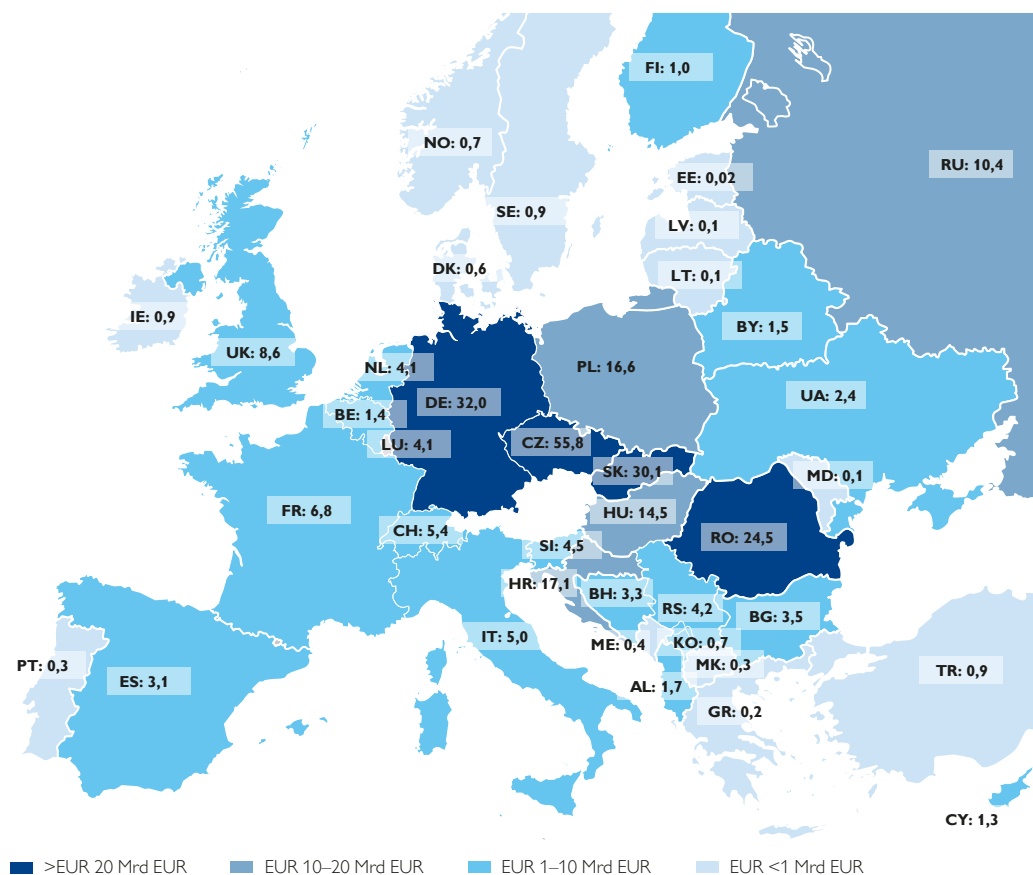 FI: 1,0
NO: 0,7
RU: 10,4
EE: 0,02
SE: 0,9
LV: 0,1
DK: 0,6
LT: 0,1
IE: 0,9
BY: 1,5
UK: 8,6
NL: 4,1
PL: 16,6
UA: 2,4
DE: 32,0
BE: 1,4
LU: 4,1
CZ: 55,8
SK: 30,1
MD: 0,1
FR: 6,8
HU: 14,5
CH: 5,4
RO: 24,5
SI: 4,5
HR: 17,1
BH: 3,3
RS: 4,2
BG: 3,5
IT: 5,0
ME: 0,4
KO: 0,7
PT: 0,3
MK: 0,3
TR: 0,9
ES: 3,1
AL: 1,7
GR: 0,2
CY: 1,3
>EUR 20 Mrd EUR
EUR 10–20 Mrd EUR
EUR 1–10 Mrd EUR
EUR <1 Mrd EUR